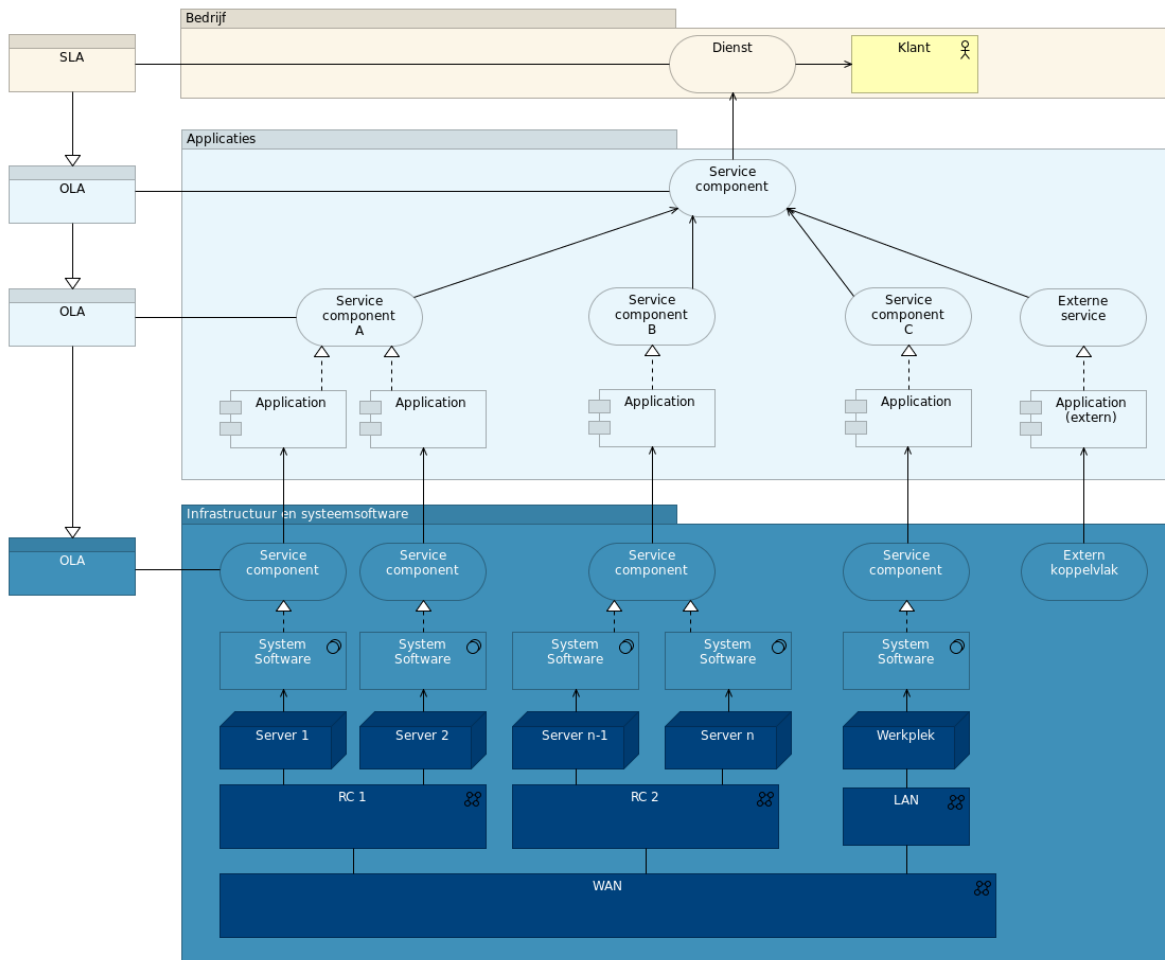 Bedrijf
SLA
Dienst
Klant
Applicaties
OLA
Service
component
OLA
Service
component
A
Service
component
B
Service
component
C
Externe
service
Application
Application
Application
Application
Application
(extern)
Infrastructuur en systeemsoftware
OLA
Service
component
Service
component
Service
component
Service
component
Extern
koppelvlak
System
Software
System
Software
System
Software
System
Software
System
Software
Server 1
Server 2
Server n-1
Server n
Werkplek
RC 1
RC 2
LAN
WAN